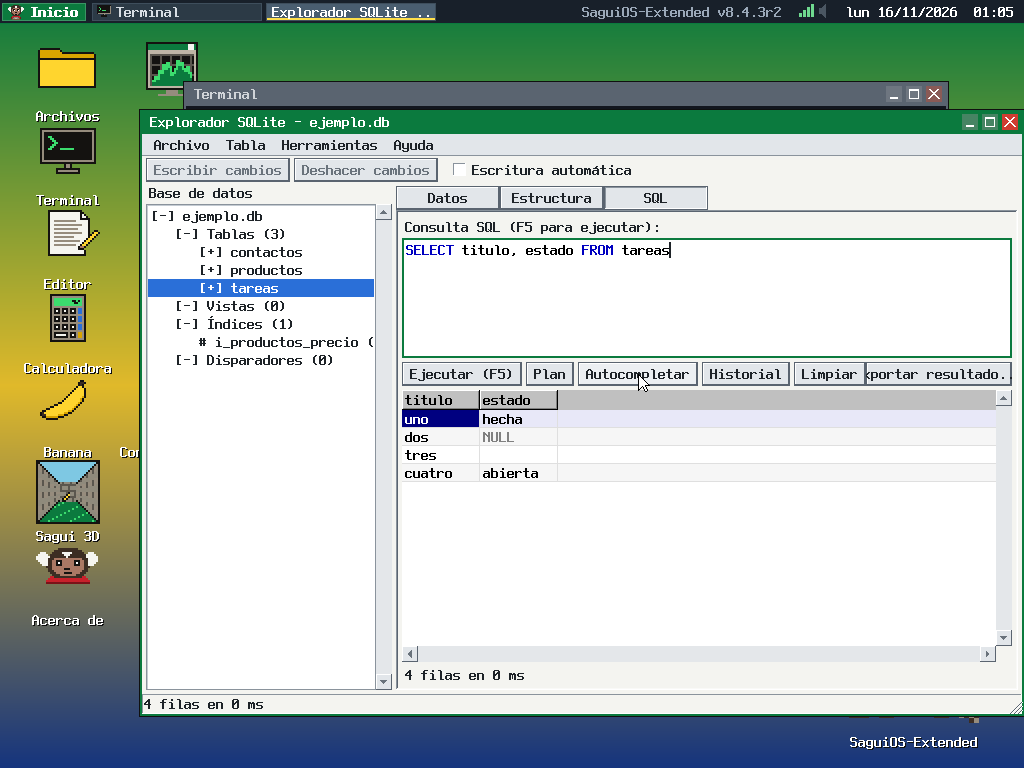 Inicio
Terminal
Explorador SQLite ..
SaguiOS-Extended v8.4.3r2
lun 16/11/2026 01:05
Archivos
Terminal
Editor
Calculadora
Banana
Sagui 3D
Acerca de
Terminal
Explorador SQLite - ejemplo.db
Archivo Tabla Herramientas Ayuda
Escribir cambios Deshacer cambios Escritura automática
Base de datos
[-] ejemplo.db
[-] Tablas (3)
[+] contactos
[+] productos
[+] tareas
[-] Vistas (0)
[-] Índices (1)
# i_productos_precio (
[-] Disparadores (0)
Datos Estructura SQL
Consulta SQL (F5 para ejecutar):
SELECT titulo, estado FROM tareas
Ejecutar (F5) Plan Autocompletar Historial Limpiar xportar resultado..
titulo estado
uno hecha
dos NULL
tres
cuatro abierta
4 filas en 0 ms
4 filas en 0 ms
SaguiOS-Extended